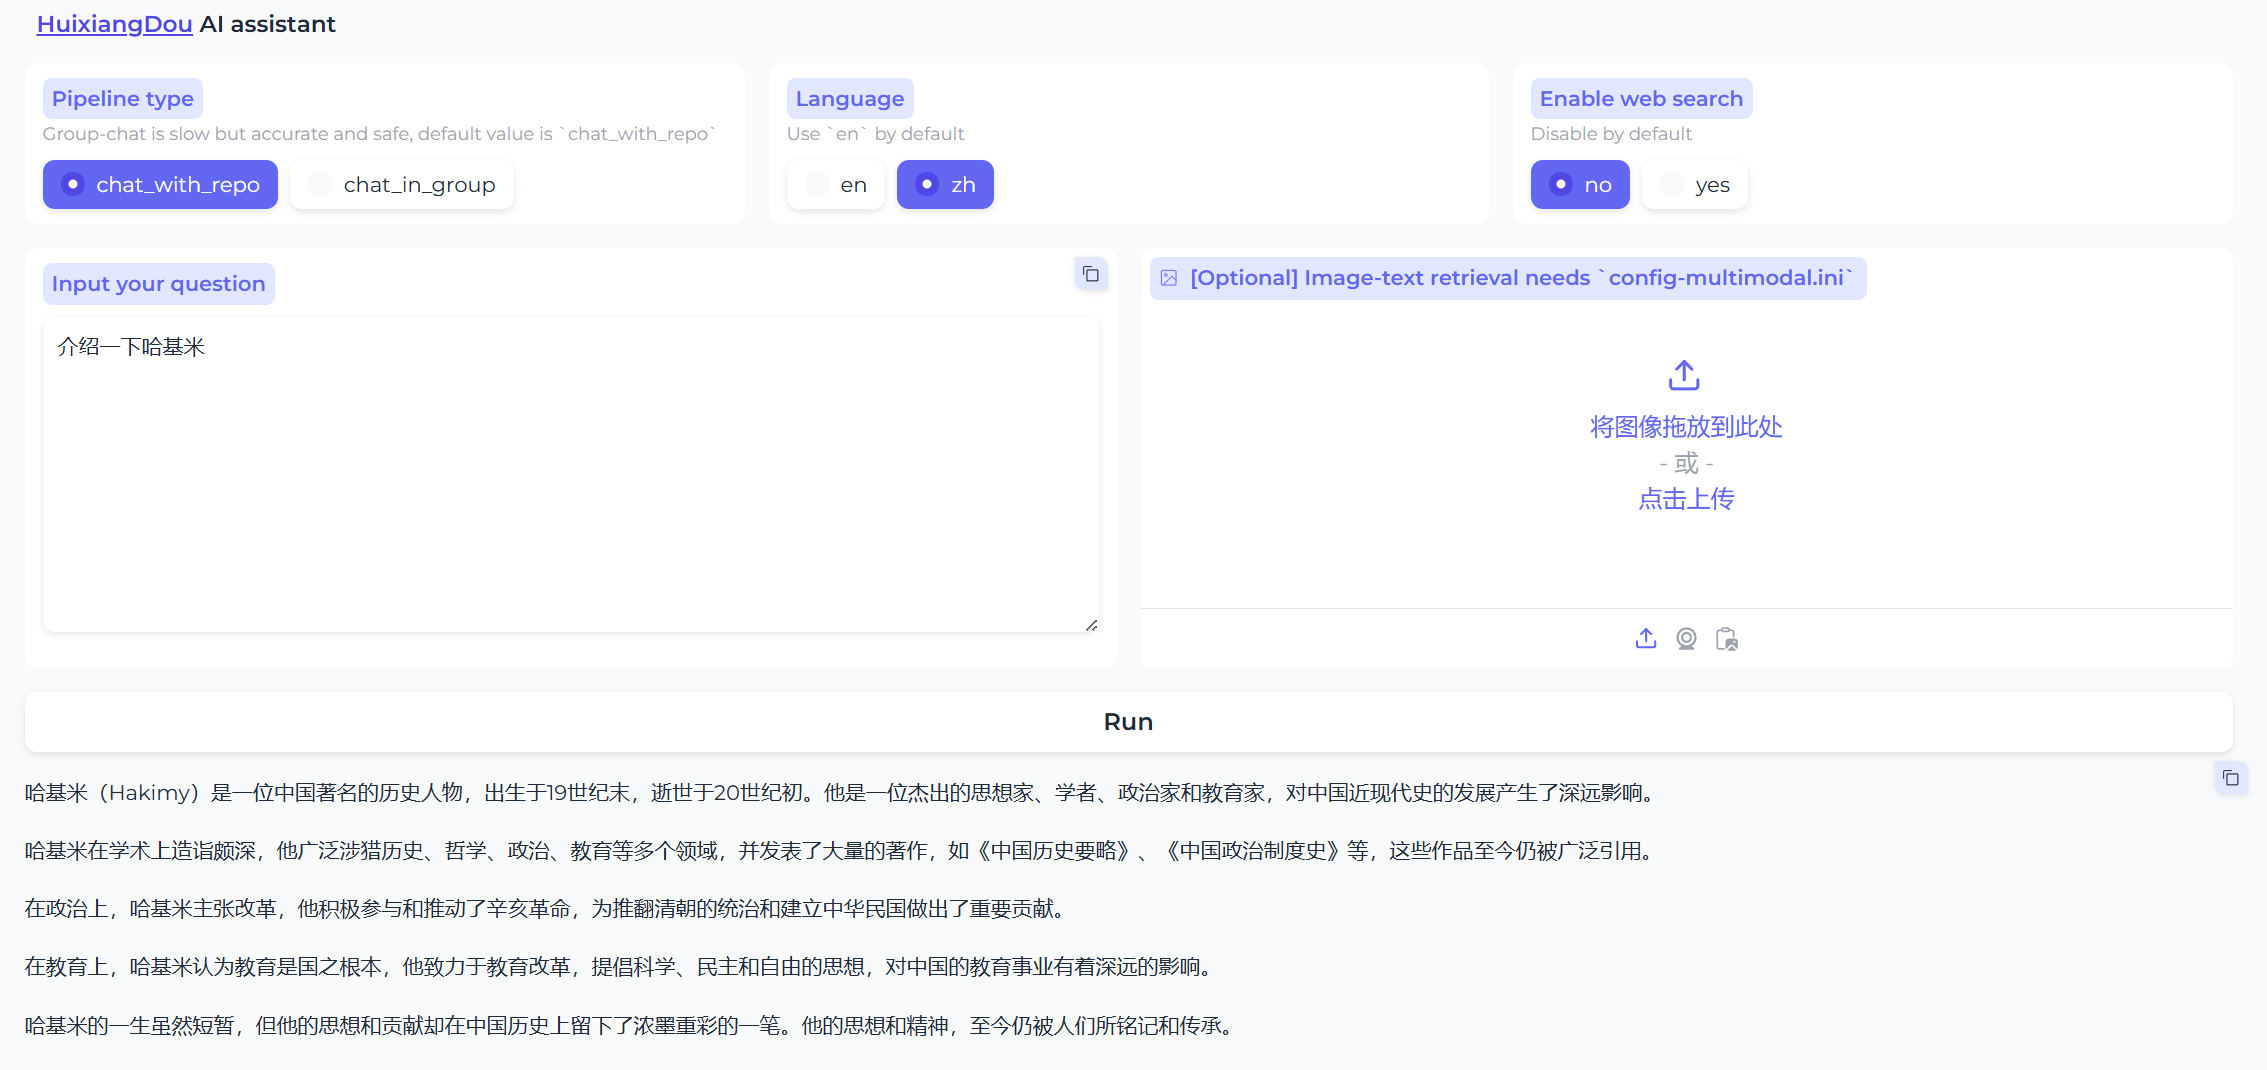 HuixiangDou AI assistant
Pipeline type
Group-chat is slow but accurate and safe, default value is `chat_with_repo`
chat_with_repo
chat_in_group
Language
Use `en` by default
en
zh
Enable web search
Disable by default
no
yes
Input your question
介绍一下哈基米
[Optional] Image-text retrieval needs `config-multimodal.ini`
将图像拖放到此处
- 或 -
点击上传
Run
哈基米（Hakimy）是一位中国著名的历史人物，出生于19世纪末，逝世于20世纪初。他是一位杰出的思想家、学者、政治家和教育家，对中国近现代史的发展产生了深远影响。
哈基米在学术上造诣颇深，他广泛涉猎历史、哲学、政治、教育等多个领域，并发表了大量的著作，如《中国历史要略》、《中国政治制度史》等，这些作品至今仍被广泛引用。
在政治上，哈基米主张改革，他积极参与和推动了辛亥革命，为推翻清朝的统治和建立中华民国做出了重要贡献。
在教育上，哈基米认为教育是国之根本，他致力于教育改革，提倡科学、民主和自由的思想，对中国的教育事业有着深远的影响。
哈基米的一生虽然短暂，但他的思想和贡献却在中国历史上留下了浓墨重彩的一笔。他的思想和精神，至今仍被人们所铭记和传承。